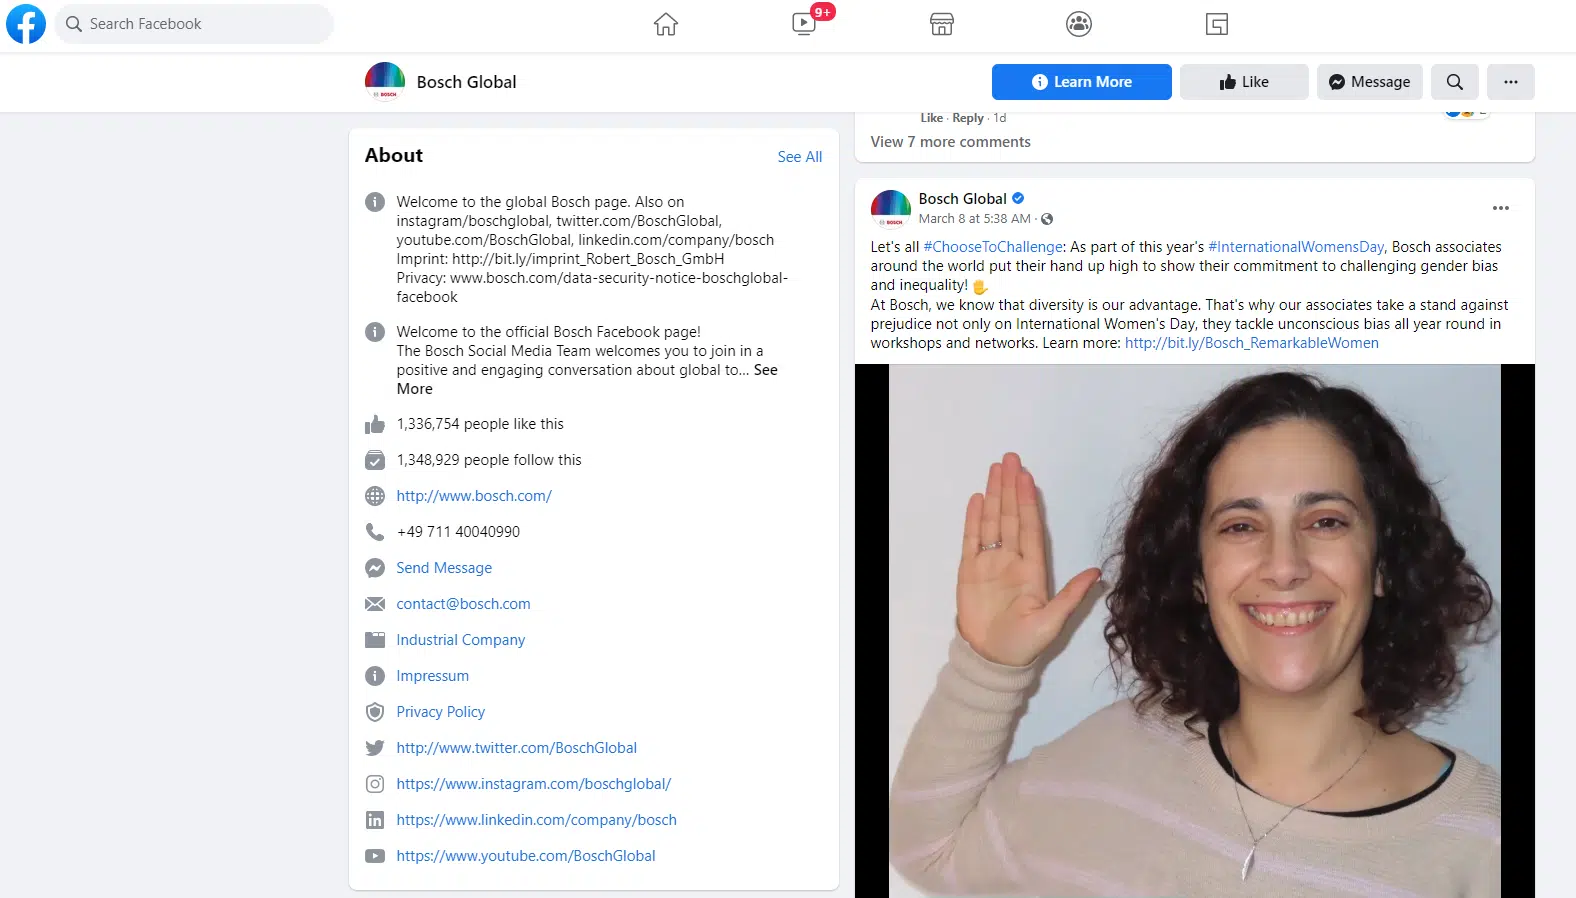 Search Facebook
9+
Bosch Global
Learn More
Like
Message
About
See All
Welcome to the global Bosch page. Also on
instagram/boschglobal, twitter.com/BoschGlobal,
youtube.com/BoschGlobal, linkedin.com/company/bosch
Imprint: http://bit.ly/imprint_Robert_Bosch_GmbH
Privacy: www.bosch.com/data-security-notice-boschglobal-
facebook
Welcome to the official Bosch Facebook page!
The Bosch Social Media Team welcomes you to join in a
positive and engaging conversation about global to... See
More
1,336,754 people like this
1,348,929 people follow this
http://www.bosch.com/
+49 711 40040990
Send Message
contact@bosch.com
Industrial Company
Impressum
Privacy Policy
http://www.twitter.com/BoschGlobal
https://www.instagram.com/boschglobal/
https://www.linkedin.com/company/bosch
https://www.youtube.com/BoschGlobal
Like · Reply · 1d
View 7 more comments
Bosch Global
March 8 at 5:38 AM ·
Let's all #ChooseToChallenge: As part of this year's #InternationalWomensDay, Bosch associates
around the world put their hand up high to show their commitment to challenging gender bias
and inequality! ✋
At Bosch, we know that diversity is our advantage. That's why our associates take a stand against
prejudice not only on International Women's Day, they tackle unconscious bias all year round in
workshops and networks. Learn more: http://bit.ly/Bosch_RemarkableWomen
BOSCH
BOSCH